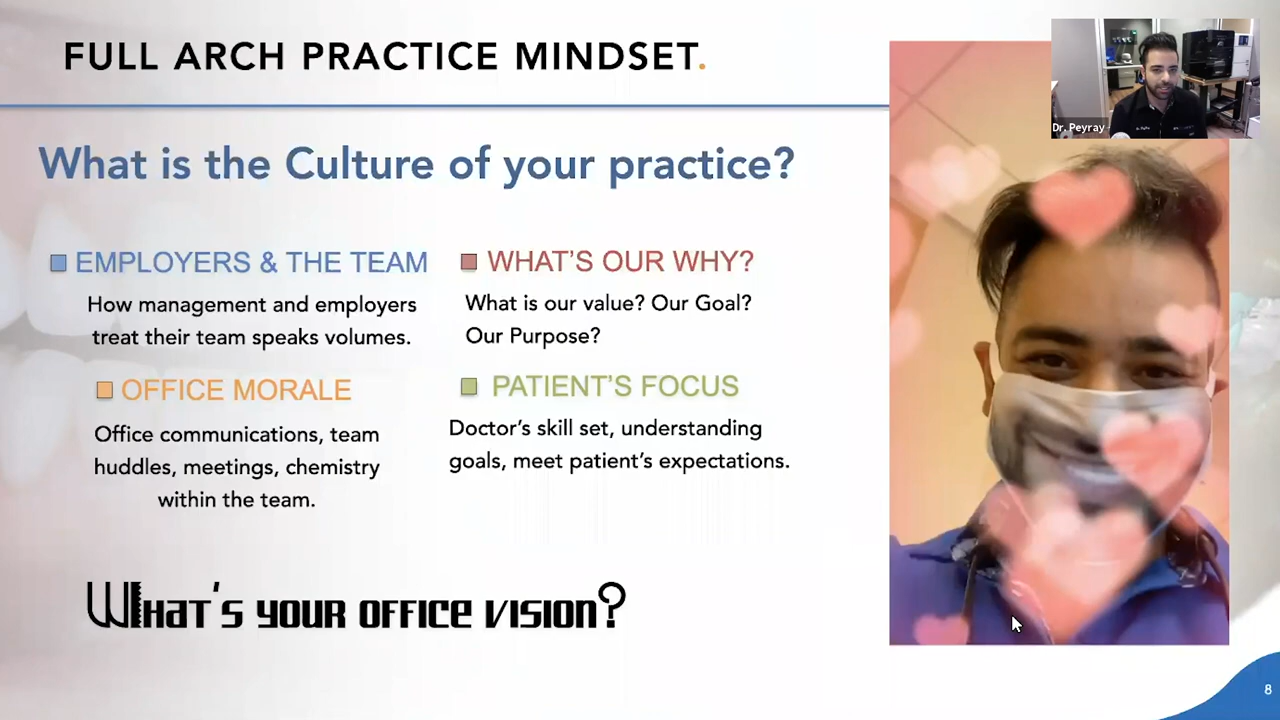 FULL ARCH PRACTICE MINDSET.
Dr. Peyray
What is the Culture of your practice?
EMPLOYERS & THE TEAM
How management and employers
treat their team speaks volumes.
WHAT'S OUR WHY?
What is our value? Our Goal?
Our Purpose?
OFFICE MORALE
Office communications, team
huddles, meetings, chemistry
within the team.
PATIENT'S FOCUS
Doctor's skill set, understanding
goals, meet patient's expectations.
What's your office vision?
8